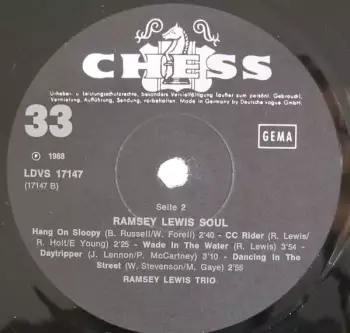 CHESS
Urheber- u. leistungsschutzrechte, besonders Vervielfältigung (außer zum persönl. Gebrauch),
Vermietung, Aufführung, Sendung, vorbehalten. Made in Germany by Deutsche vogue GmbH.
33
GEMA
℗ 1968
LDVS 17147
(17147 B)
Seite 2
RAMSEY LEWIS SOUL
Hang On Sloopy (B. Russell/W. Forell) 2'40 - CC Rider (R. Lewis/
R. Holt/E Young) 2'25 - Wade In The Water (R. Lewis) 3'54 -
Daytripper (J. Lennon/P. McCartney) 3'10 - Dancing In The
Street (W. Stevenson/M. Gaye) 2'55
RAMSEY LEWIS TRIO